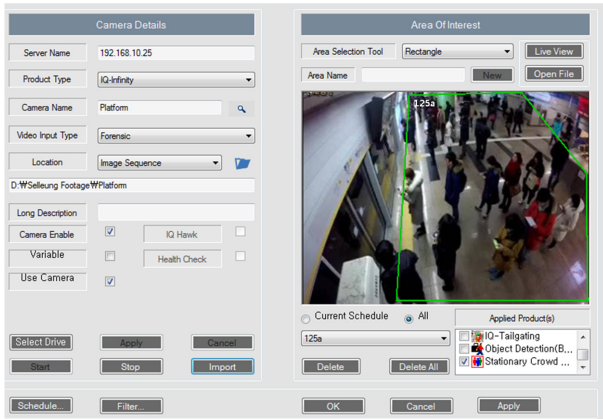 Camera Details
Server Name 192.168.10.25
Product Type IQ-Infinity
Camera Name Platform
Video Input Type Forensic
Location Image Sequence
D:₩Selleung Footage₩Platform
Long Description
Camera Enable IQ Hawk
Variable Health Check
Use Camera
Select Drive Apply Cancel
Start Stop Import
Schedule... Filter...
Area Of Interest
Area Selection Tool Rectangle Live View
Area Name New Open File
125a
Current Schedule All Applied Product(s)
125a
IQ-Tailgating
Object Detection(B...
Stationary Crowd ...
Delete Delete All
OK Cancel Apply